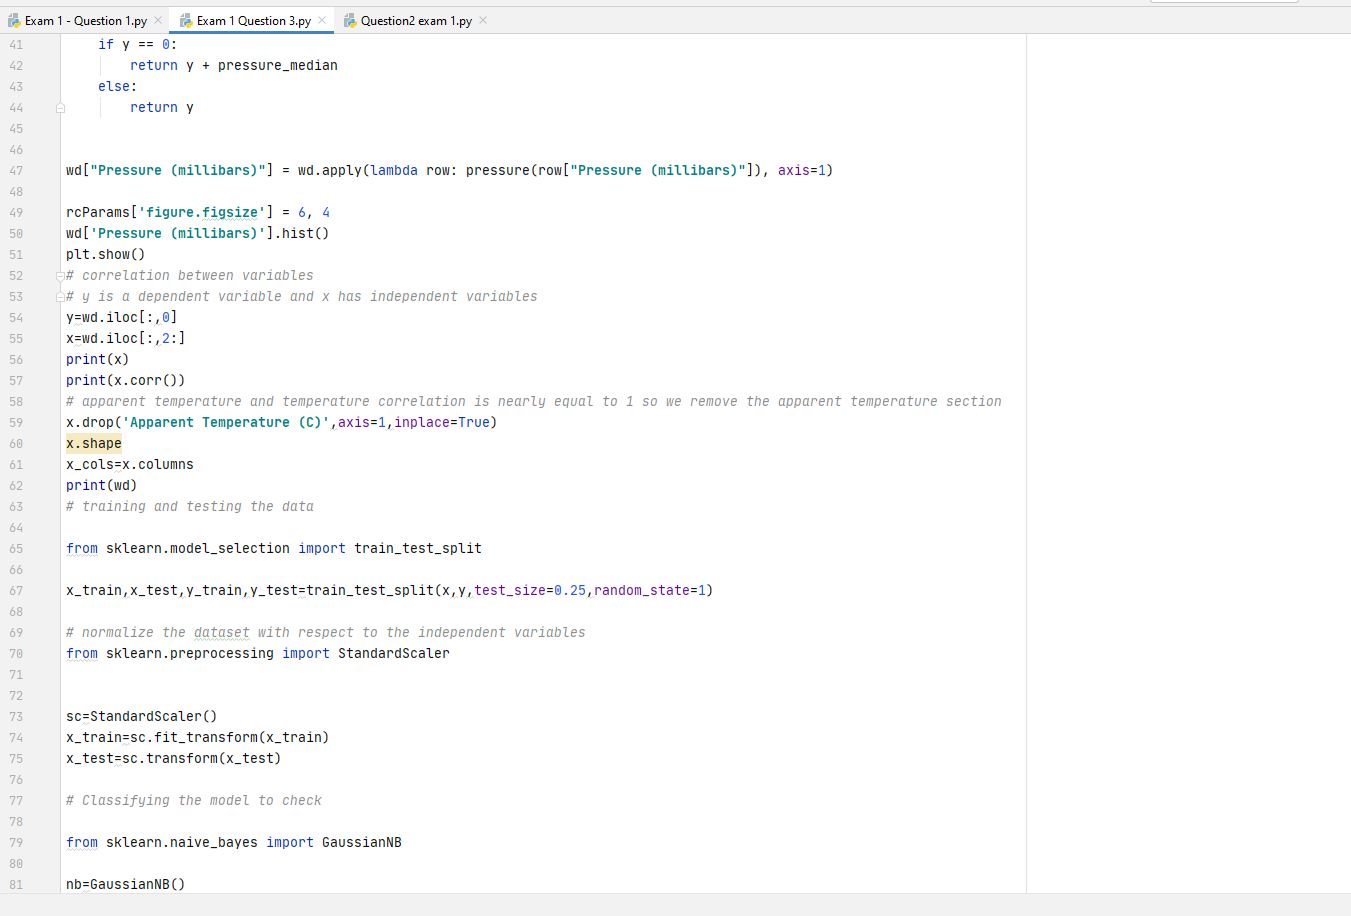 Exam 1 - Question 1.py Exam 1 Question 3.py Question2 exam 1.py
41 if y == 0:
42 return y + pressure_median
43 else:
44 return y
45
46
47 wd["Pressure (millibars)"] = wd.apply(lambda row: pressure(row["Pressure (millibars)"]), axis=1)
48
49 rcParams['figure.figsize'] = 6, 4
50 wd['Pressure (millibars)'].hist()
51 plt.show()
52 # correlation between variables
53 # y is a dependent variable and x has independent variables
54 y=wd.iloc[:,0]
55 x=wd.iloc[:,2:]
56 print(x)
57 print(x.corr())
58 # apparent temperature and temperature correlation is nearly equal to 1 so we remove the apparent temperature section
59 x.drop('Apparent Temperature (C)',axis=1,inplace=True)
60 x.shape
61 x_cols=x.columns
62 print(wd)
63 # training and testing the data
64
65 from sklearn.model_selection import train_test_split
66
67 x_train,x_test,y_train,y_test=train_test_split(x,y,test_size=0.25,random_state=1)
68
69 # normalize the dataset with respect to the independent variables
70 from sklearn.preprocessing import StandardScaler
71
72
73 sc=StandardScaler()
74 x_train=sc.fit_transform(x_train)
75 x_test=sc.transform(x_test)
76
77 # Classifying the model to check
78
79 from sklearn.naive_bayes import GaussianNB
80
81 nb=GaussianNB()